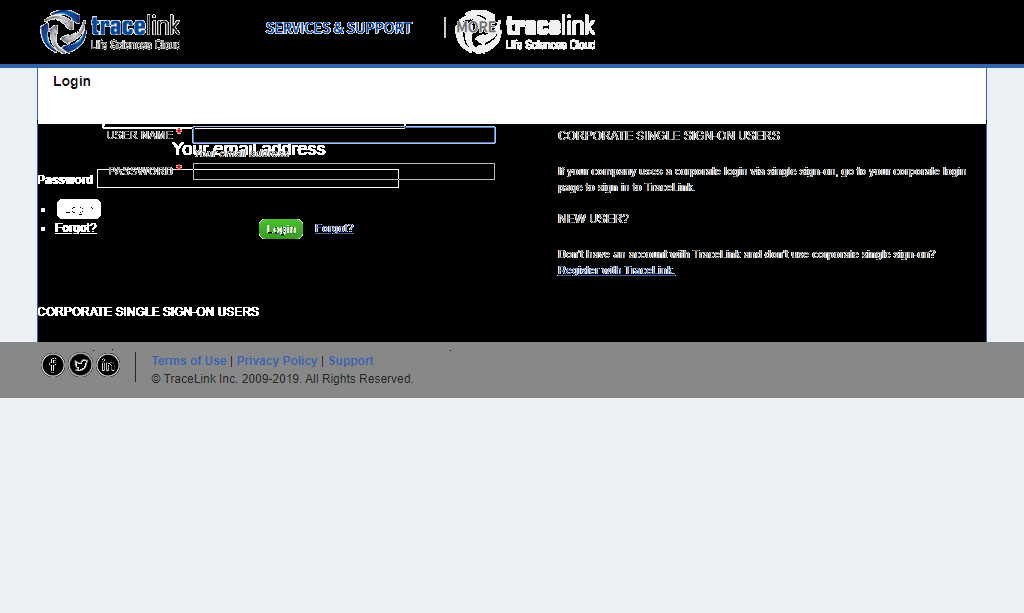 tracelink
Life Sciences Cloud
SERVICES & SUPPORT
MORE
tracelink
Life Sciences Cloud
Login
USER NAME *
Your email address
Your email address
PASSWORD *
Password
Login
Forgot?
Login
Forgot?
CORPORATE SINGLE SIGN-ON USERS
If your company uses a corporate login via single sign-on, go to your corporate login
page to sign in to TraceLink.
NEW USER?
Don't have an account with TraceLink and don't use corporate single sign-on?
Register with TraceLink.
CORPORATE SINGLE SIGN-ON USERS
Terms of Use | Privacy Policy | Support
© TraceLink Inc. 2009-2019. All Rights Reserved.